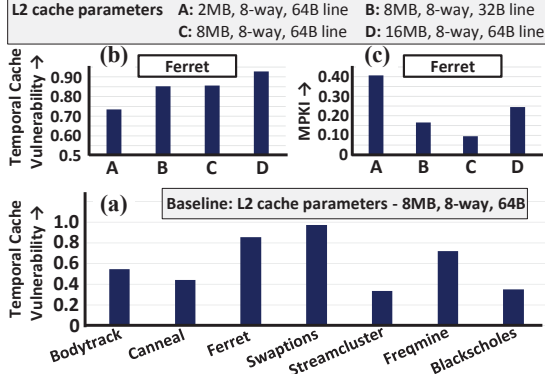 L2 cache parameters A: 2MB, 8-way, 64B line B: 8MB, 8-way, 32B line
C: 8MB, 8-way, 64B line D: 16MB, 8-way, 64B line
(b) Ferret
Temporal Cache
Vulnerability →
0.90
0.80
0.70
0.60
0.5
A B C D
(c) Ferret
MPKI →
0.40
0.30
0.20
0.10
0
A B C D
(a) Baseline: L2 cache parameters - 8MB, 8-way, 64B
Temporal Cache
Vulnerability →
1.0
0.8
0.6
0.4
0.2
0
Bodytrack
Canneal
Ferret
Swaptions
Streamcluster
Freqmine
Blackscholes